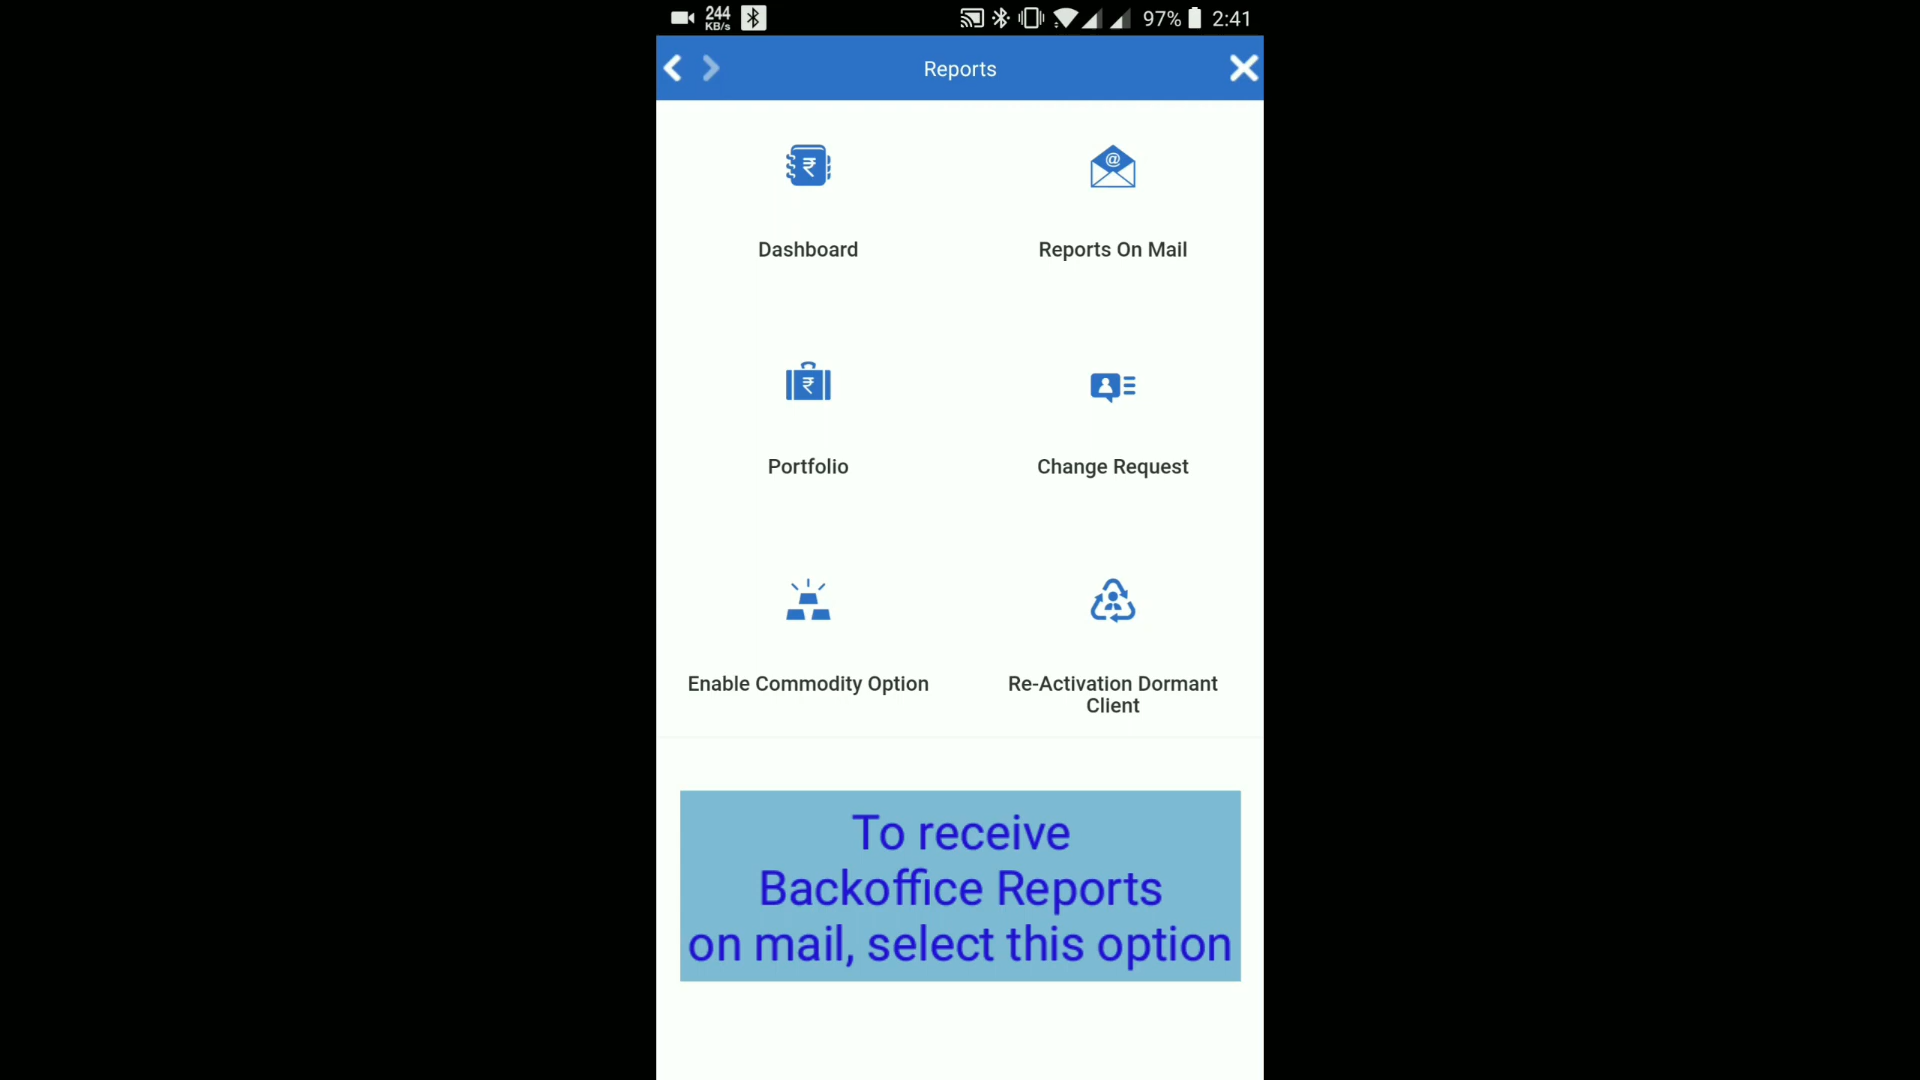 244
KB/s
97% 2:41
Reports
₹
@
Dashboard
Reports On Mail
₹
Portfolio
Change Request
Enable Commodity Option
Re-Activation Dormant
Client
To receive
Backoffice Reports
on mail, select this option